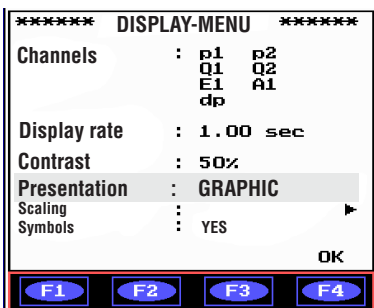 ****** DISPLAY-MENU ******
Channels : p1 p2
Q1 Q2
E1 A1
dp
Display rate : 1.00 sec
Contrast : 50%
Presentation : GRAPHIC
Scaling :
Symbols : YES
OK
F1 F2 F3 F4